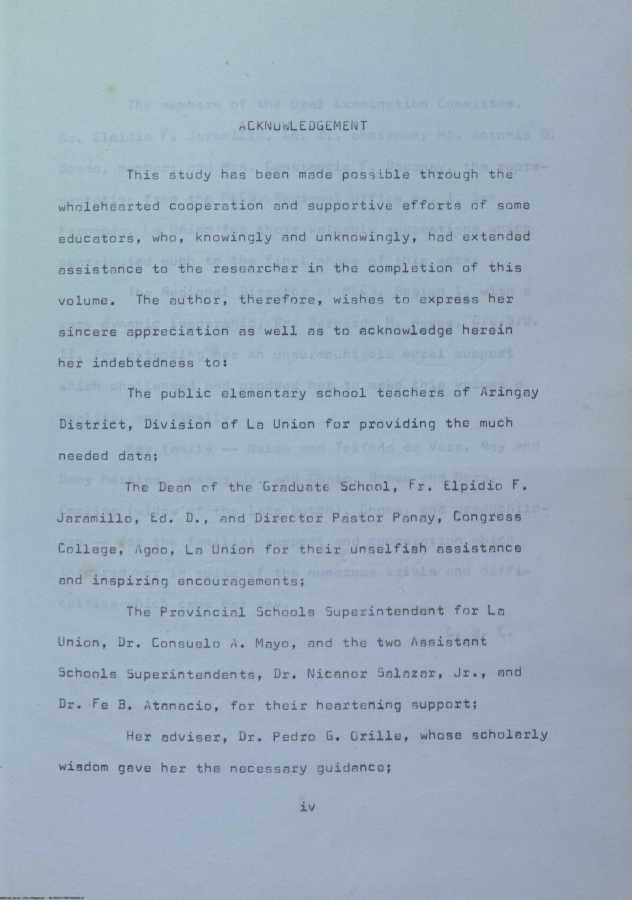 ACKNOWLEDGEMENT
This study has been made possible through the
wholehearted cooperation and supportive efforts of some
educators, who, knowingly and unknowingly, had extended
assistance to the researcher in the completion of this
volume. The author, therefore, wishes to express her
sincere appreciation as well as to acknowledge herein
her indebtedness to:
The public elementary school teachers of Aringay
District, Division of La Union for providing the much
needed data;
The Dean of the Graduate School, Fr. Elpidio F.
Jaramillo, Ed. D., and Director Pastor Panay, Congress
College, Agoo, La Union for their unselfish assistance
and inspiring encouragements;
The Provincial Schools Superintendent for La
Union, Dr. Consuelo A. Mayo, and the two Assistant
Schools Superintendents, Dr. Nicanor Salazar, Jr., and
Dr. Fe B. Atanacio, for their heartening support;
Her adviser, Dr. Pedro G. Orille, whose scholarly
wisdom gave her the necessary guidance;
iv